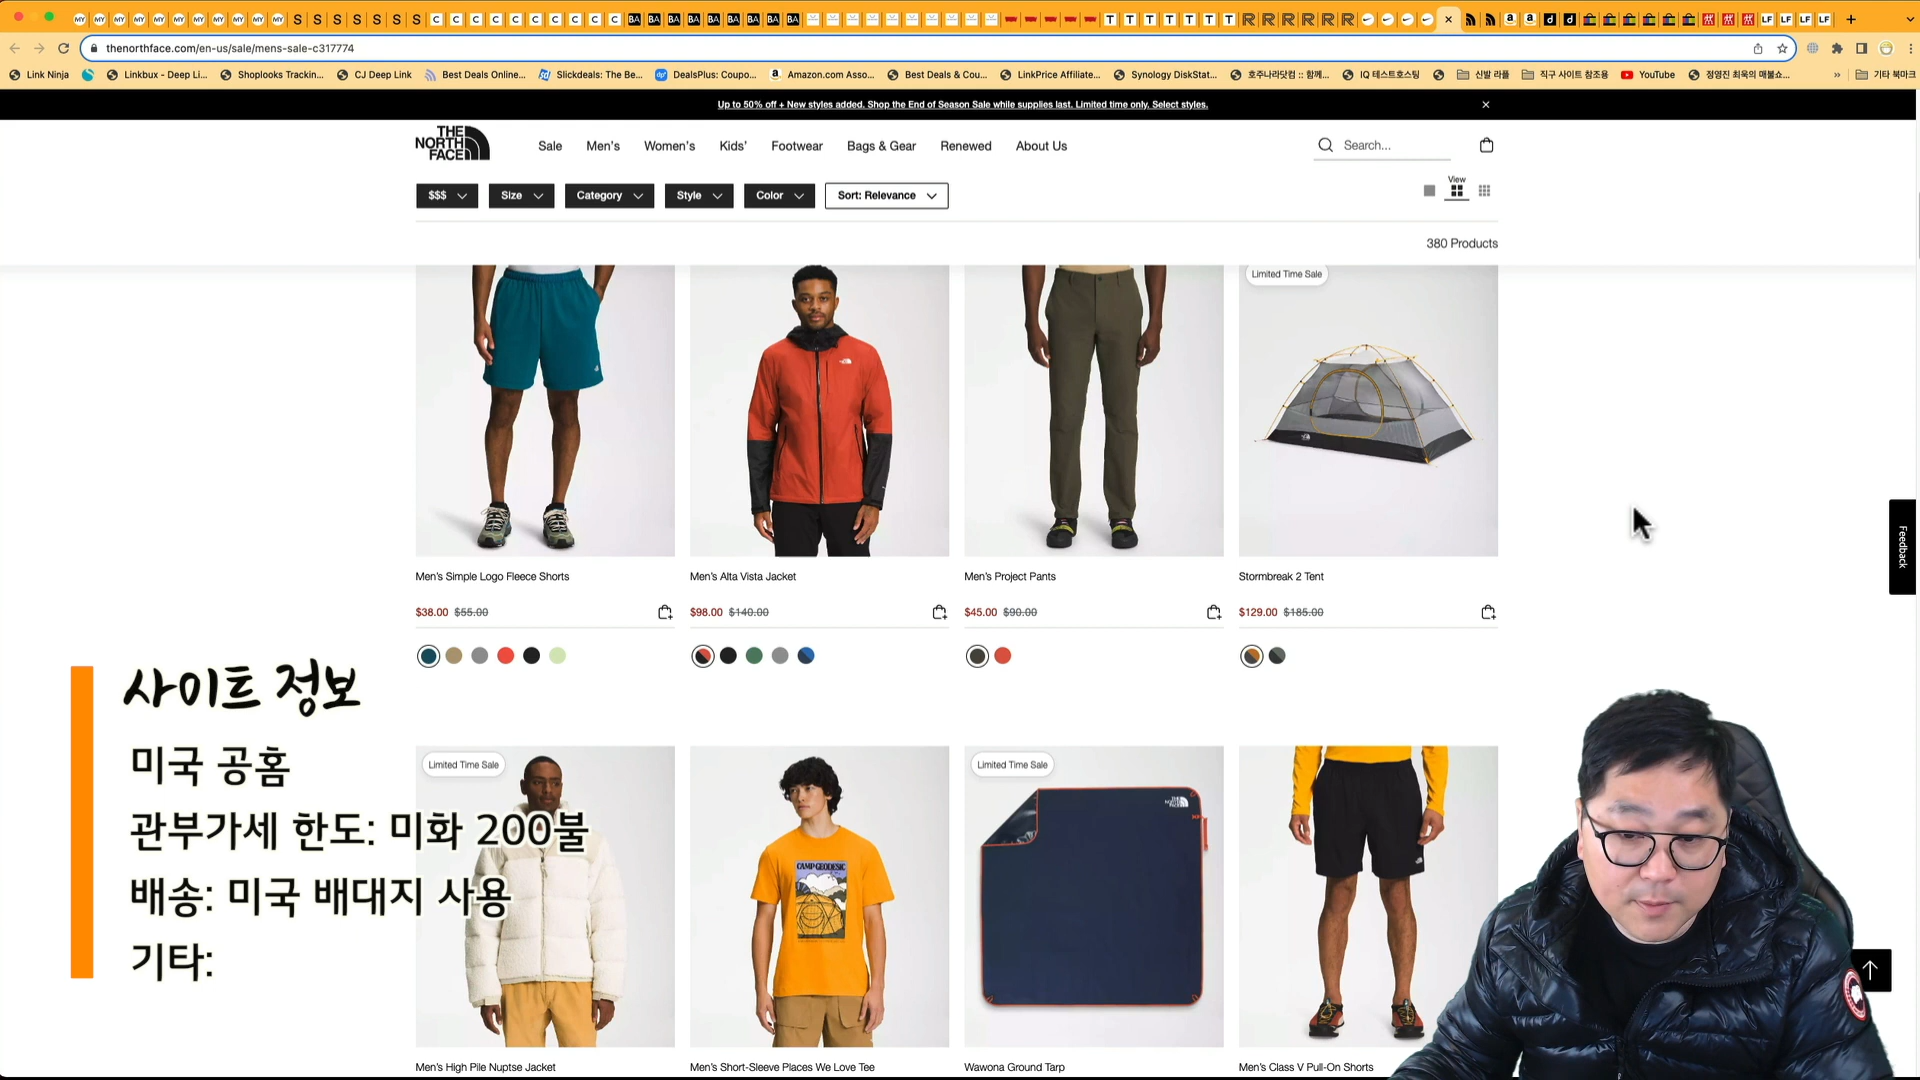 thenorthface.com/en-us/sale/mens-sale-c317774
Link Ninja
Linkbux - Deep Li...
Shoplooks Trackin...
CJ Deep Link
Best Deals Online...
Slickdeals: The Be...
DealsPlus: Coupo...
Amazon.com Asso...
Best Deals & Cou...
LinkPrice Affiliate...
Synology DiskStat...
호주나라닷컴 :: 함께...
IQ 테스트호스팅
신발 라플
직구 사이트 참조용
YouTube
정영진 최욱의 매불쇼...
»
기타 북마크
Up to 50% off + New styles added. Shop the End of Season Sale while supplies last. Limited time only. Select styles.
THE
NORTH
FACE
Sale Men's Women's Kids' Footwear Bags & Gear Renewed About Us
Search...
$$$ Size Category Style Color Sort: Relevance
View
380 Products
Limited Time Sale
Men's Simple Logo Fleece Shorts
$38.00 $55.00
Men's Alta Vista Jacket
$98.00 $140.00
Men's Project Pants
$45.00 $90.00
Stormbreak 2 Tent
$129.00 $185.00
Feedback
사이트 정보
미국 공홈
관부가세 한도: 미화 200불
배송: 미국 배대지 사용
기타:
Limited Time Sale
CAMP GEODESIC
Limited Time Sale
Men's High Pile Nuptse Jacket
Men's Short-Sleeve Places We Love Tee
Wawona Ground Tarp
Men's Class V Pull-On Shorts